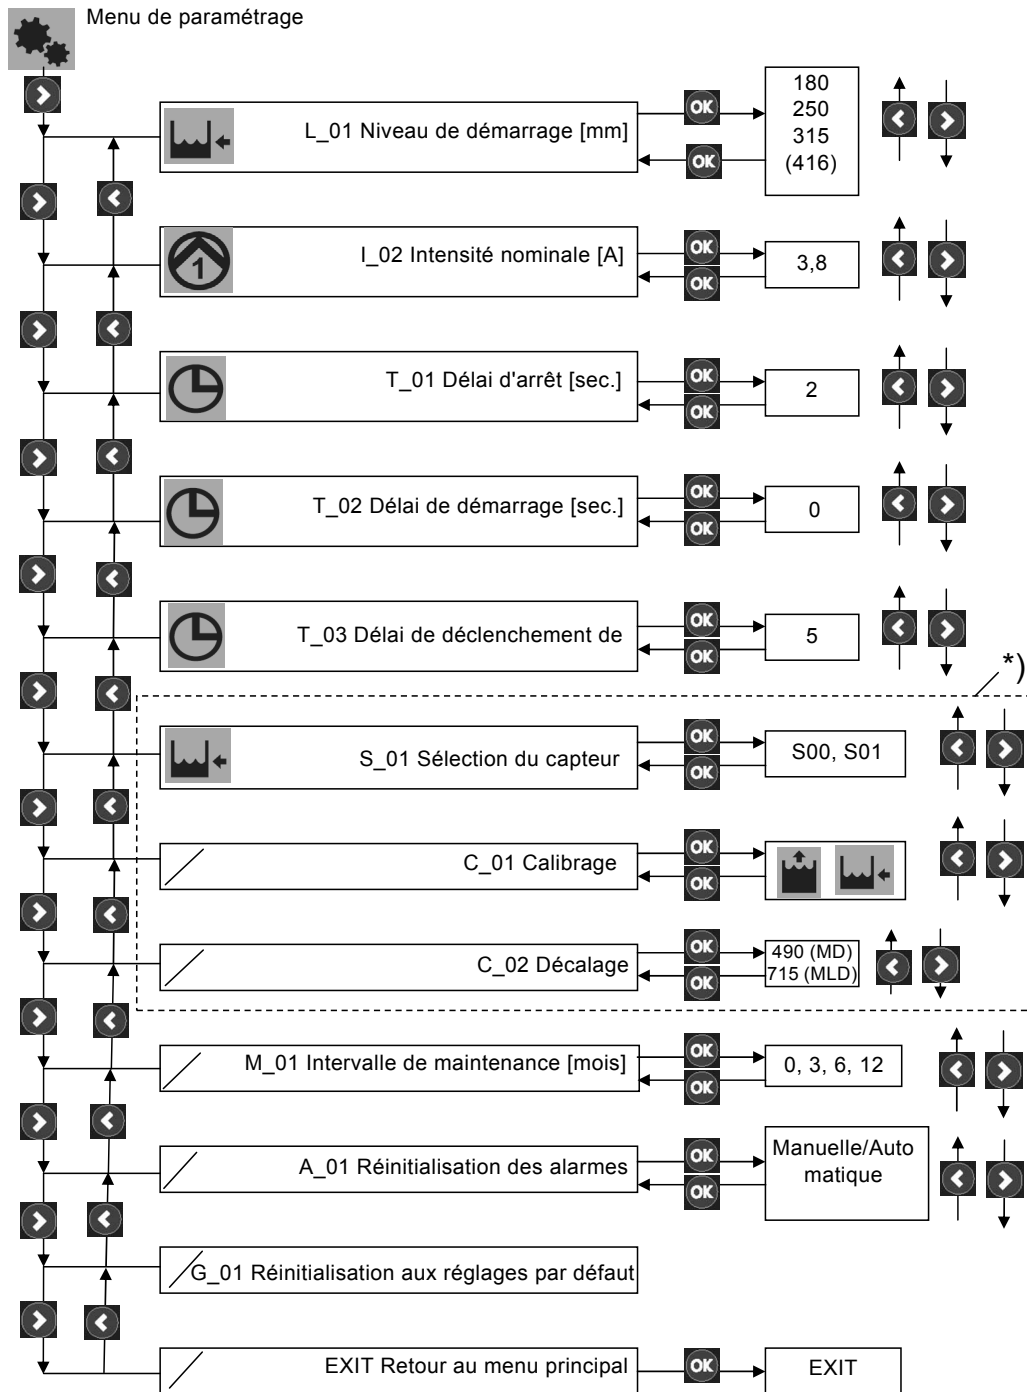 Menu de paramétrage
L_01 Niveau de démarrage [mm]
OK
OK
180
250
315
(416)
1
I_02 Intensité nominale [A]
OK
OK
3,8
T_01 Délai d'arrêt [sec.]
OK
OK
2
T_02 Délai de démarrage [sec.]
OK
OK
0
T_03 Délai de déclenchement de
OK
OK
5
*)
S_01 Sélection du capteur
OK
OK
S00, S01
C_01 Calibrage
OK
OK
C_02 Décalage
OK
OK
490 (MD)
715 (MLD)
M_01 Intervalle de maintenance [mois]
OK
OK
0, 3, 6, 12
A_01 Réinitialisation des alarmes
OK
OK
Manuelle/Auto
matique
G_01 Réinitialisation aux réglages par défaut
EXIT Retour au menu principal
OK
EXIT